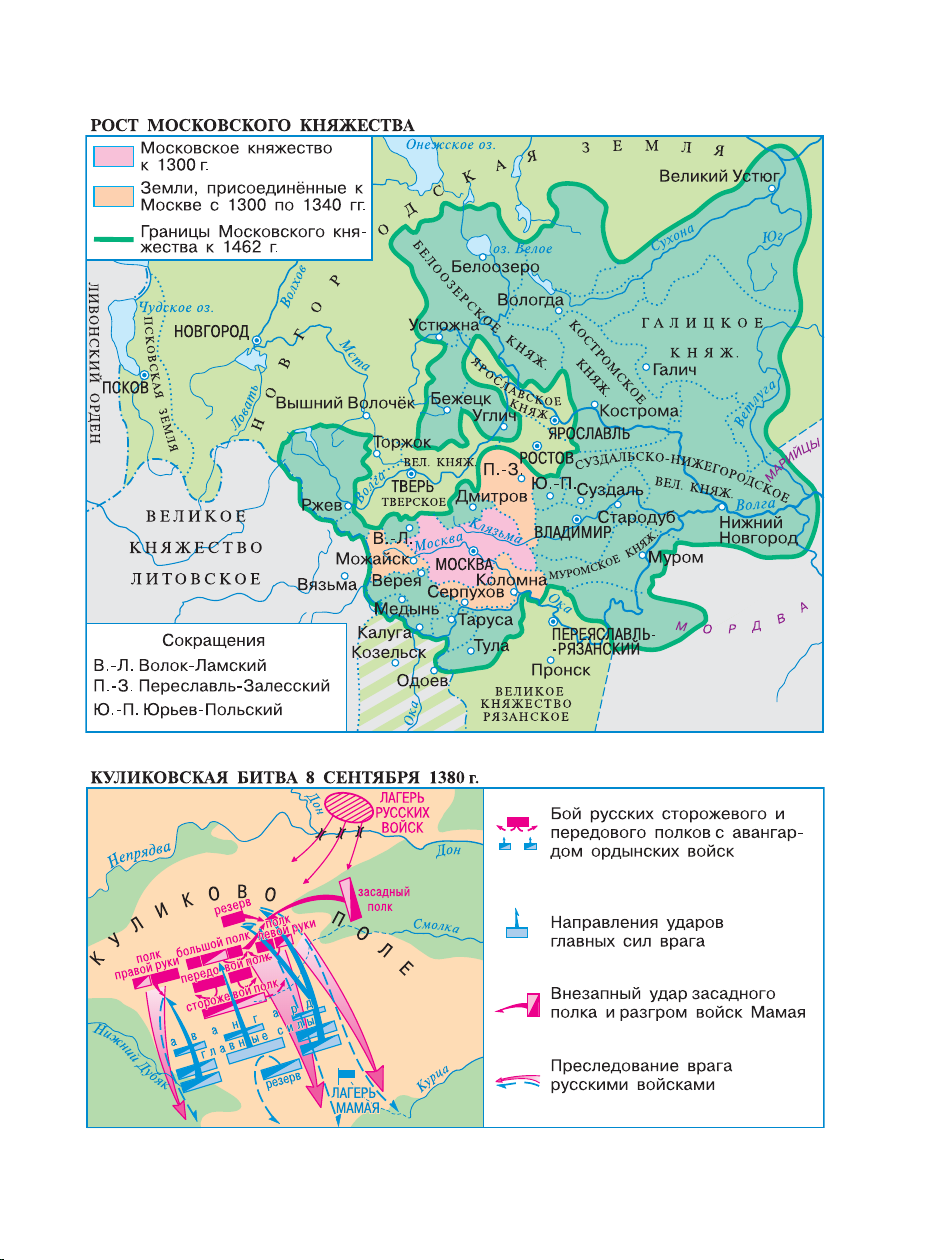 РОСТ МОСКОВСКОГО КНЯЖЕСТВА
Московское княжество
к 1300 г.
Земли, присоединённые к
Москве с 1300 по 1340 гг.
Границы Московского кня-
жества к 1462 г.
Онежское оз.
НОВГОРОДСКАЯ ЗЕМЛЯ
Великий Устюг
Сухона
Юг
оз. Велое
Белоозеро
БЕЛООЗЕРСКОЕ КНЯЖ.
Вологда
Волхов
ЛИВОНСКИЙ ОРДЕН
Чудское оз.
ПСКОВСКАЯ ЗЕМЛЯ
НОВГОРОД
Мста
Устюжна
КОСТРОМСКОЕ
КНЯЖ.
ГАЛИЦКОЕ
КНЯЖ.
Галич
Ветлуга
ПСКОВ
Ловать
Вышний Волочёк
Бежецк
Углич
ЯРОСЛАВСКОЕ
КНЯЖ.
Кострома
ЯРОСЛАВЛЬ
МАРИЙЦЫ
Торжок
ВЕЛ. КНЯЖ.
РОСТОВ
СУЗДАЛЬСКО-НИЖЕГОРОДСКОЕ
ВЕЛ. КНЯЖ.
Волга
П.-З.
Ю.-П.
Суздаль
Волга
ТВЕРЬ
ТВЕРСКОЕ
Дмитров
Ржев
Стародуб
Нижний
Новгород
ВЕЛИКОЕ
КНЯЖЕСТВО
ЛИТОВСКОЕ
В.-Л.
Москва
Клязьма
ВЛАДИМИР
Можайск
МОСКВА
МУРОМСКОЕ КНЯЖ.
Муром
Вязьма
Верея
Коломна
Серпухов
Ока
Медынь
Таруса
МОРДВА
Калуга
ПЕРЕЯСЛАВЛЬ-
-РЯЗАНСКИЙ
Козельск
Тула
Пронск
Одоев
Ока
ВЕЛИКОЕ
КНЯЖЕСТВО
РЯЗАНСКОЕ
Сокращения
В.-Л. Волок-Ламский
П.-З. Переславль-Залесский
Ю.-П. Юрьев-Польский
КУЛИКОВСКАЯ БИТВА 8 СЕНТЯБРЯ 1380 г.
Дон
ЛАГЕРЬ
РУССКИХ
ВОЙСК
Непрядва
Дон
КУЛИКОВО ПОЛЕ
резерв
засадный
полк
Смолка
полк
левой руки
большой полк
полк
правой руки
передовой полк
сторожевой полк
авангард
главные силы
Нижний Дубяк
резерв
ЛАГЕРЬ
МАМАЯ
Курца
Бой русских сторожевого и
передового полков с авангар-
дом ордынских войск
Направления ударов
главных сил врага
Внезапный удар засадного
полка и разгром войск Мамая
Преследование врага
русскими войсками